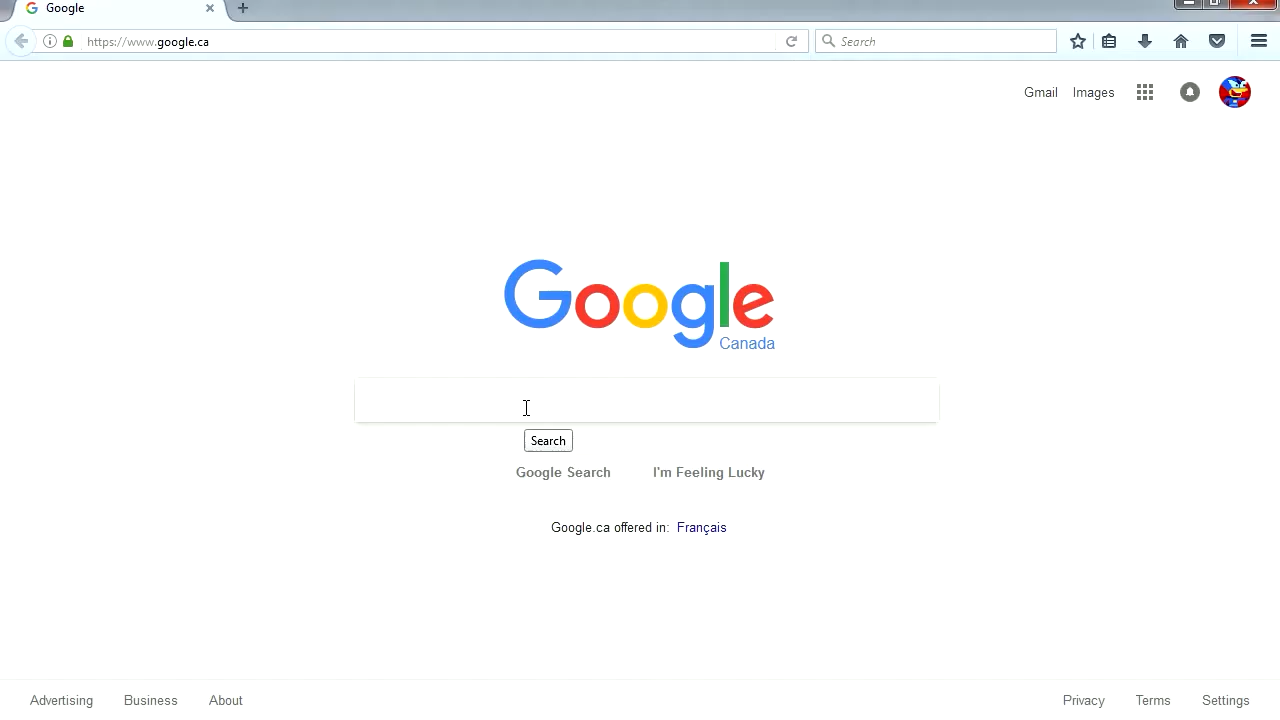 Google
https://www.google.ca
Search
Gmail Images
Google
Canada
Search
Google Search I'm Feeling Lucky
Google.ca offered in: Français
Advertising Business About
Privacy Terms Settings